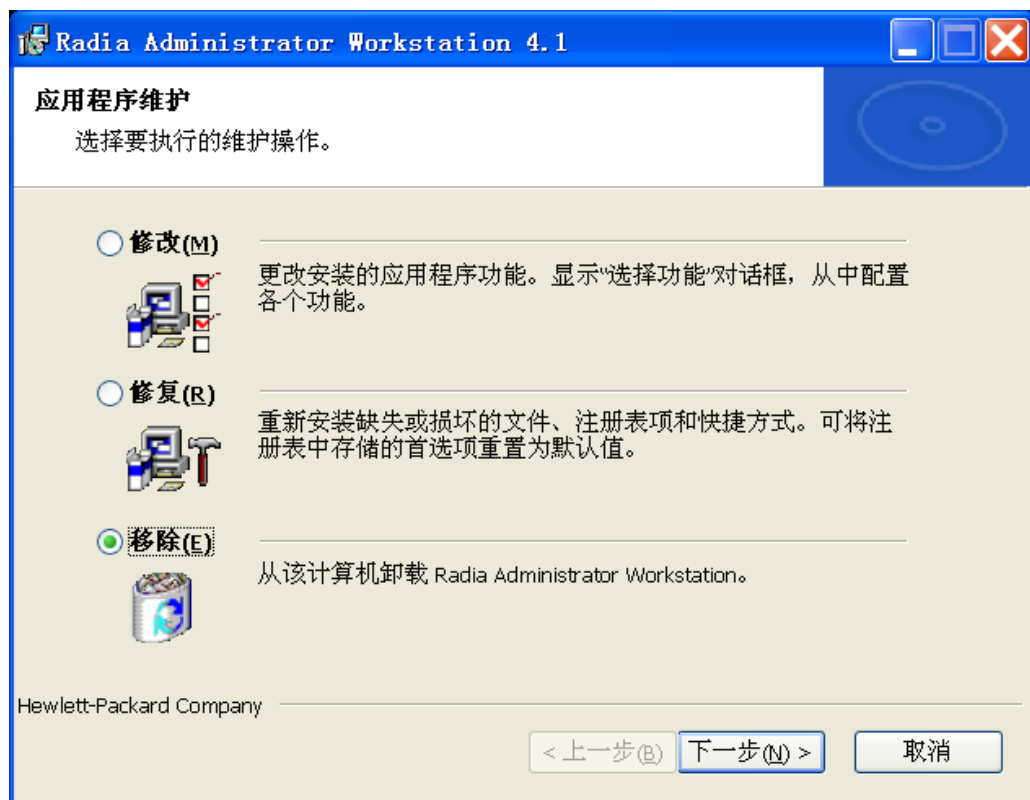 Radia Administrator Workstation 4.1
应用程序维护
选择要执行的维护操作。
修改(M)
更改安装的应用程序功能。显示“选择功能”对话框，从中配置
各个功能。
修复(R)
重新安装缺失或损坏的文件、注册表项和快捷方式。可将注
册表中存储的首选项重置为默认值。
移除(E)
从该计算机卸载 Radia Administrator Workstation。
Hewlett-Packard Company
< 上一步(B)
下一步(N) >
取消